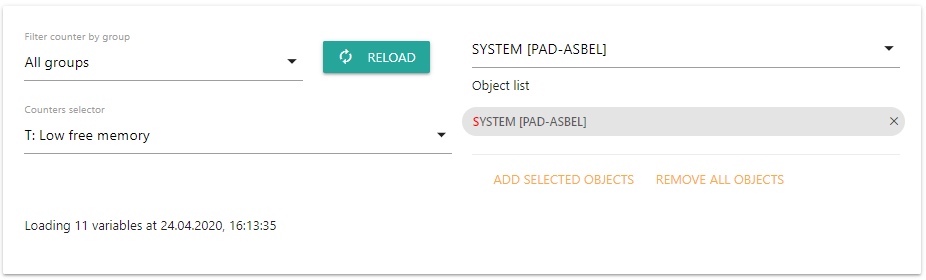 Filter counter by group
All groups
RELOAD
Counters selector
T: Low free memory
SYSTEM [PAD-ASBEL]
Object list
SYSTEM [PAD-ASBEL]
ADD SELECTED OBJECTS REMOVE ALL OBJECTS
Loading 11 variables at 24.04.2020, 16:13:35